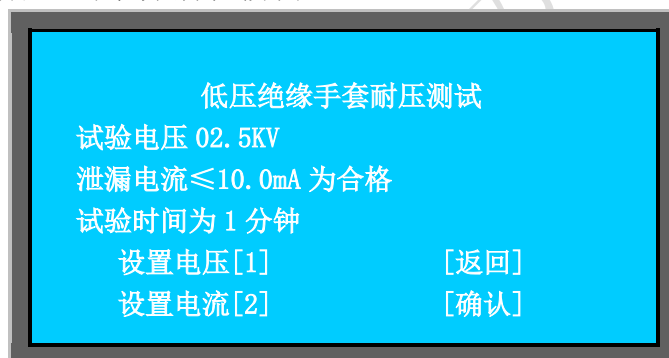 低压绝缘手套耐压测试
试验电压 02.5KV
泄漏电流≤10.0mA 为合格
试验时间为 1 分钟
设置电压[1] [返回]
设置电流[2] [确认]